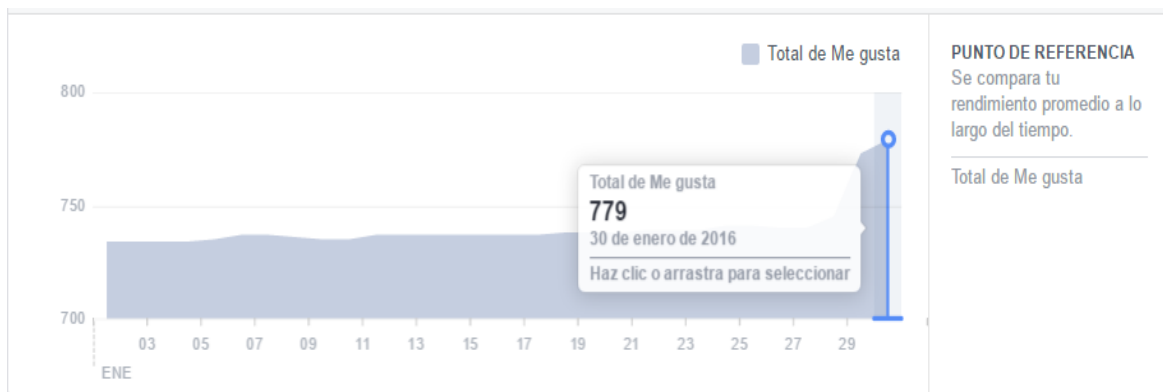 Total de Me gusta
800
750
700
Total de Me gusta
779
30 de enero de 2016
Haz clic o arrastra para seleccionar
03 05 07 09 11 13 15 17 19 21 23 25 27 29
ENE
PUNTO DE REFERENCIA
Se compara tu
rendimiento promedio a lo
largo del tiempo.
Total de Me gusta